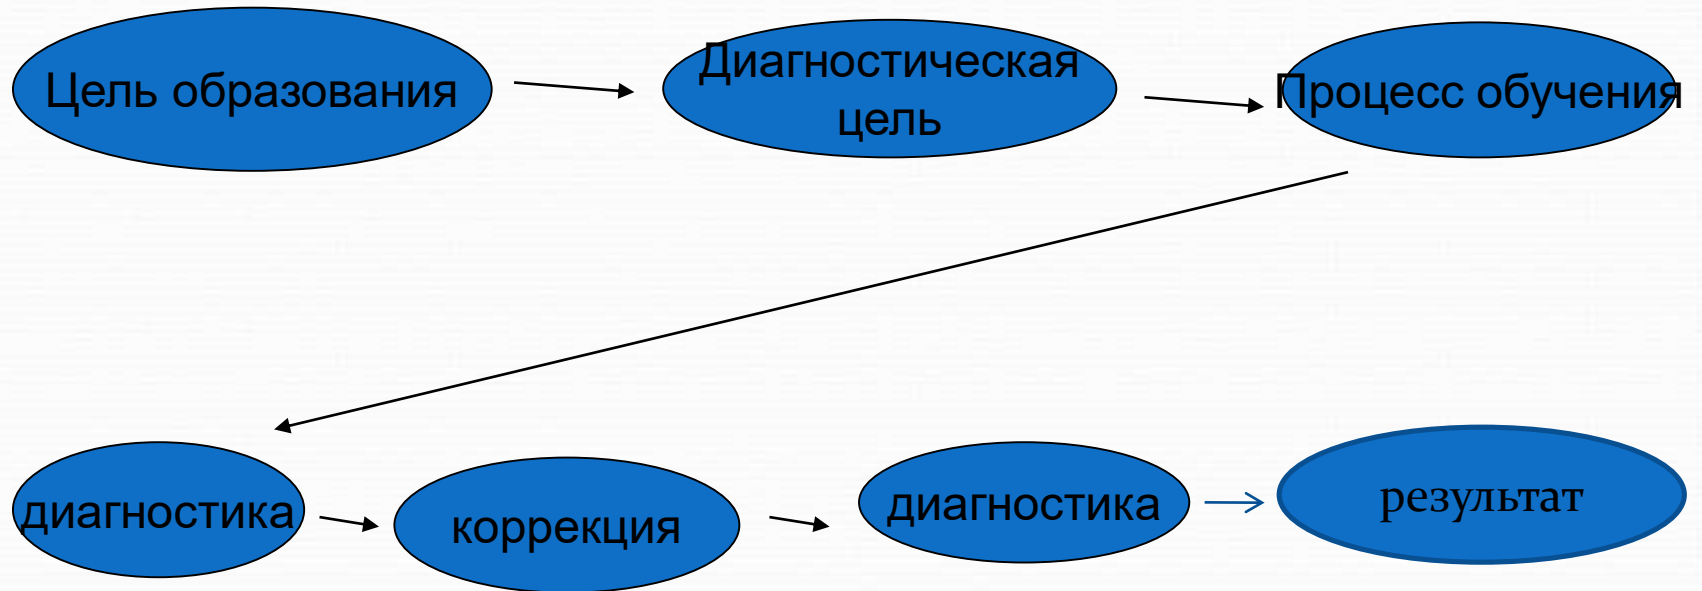 Цель образования
Диагностическая
цель
Процесс обучения
диагностика
коррекция
диагностика
результат